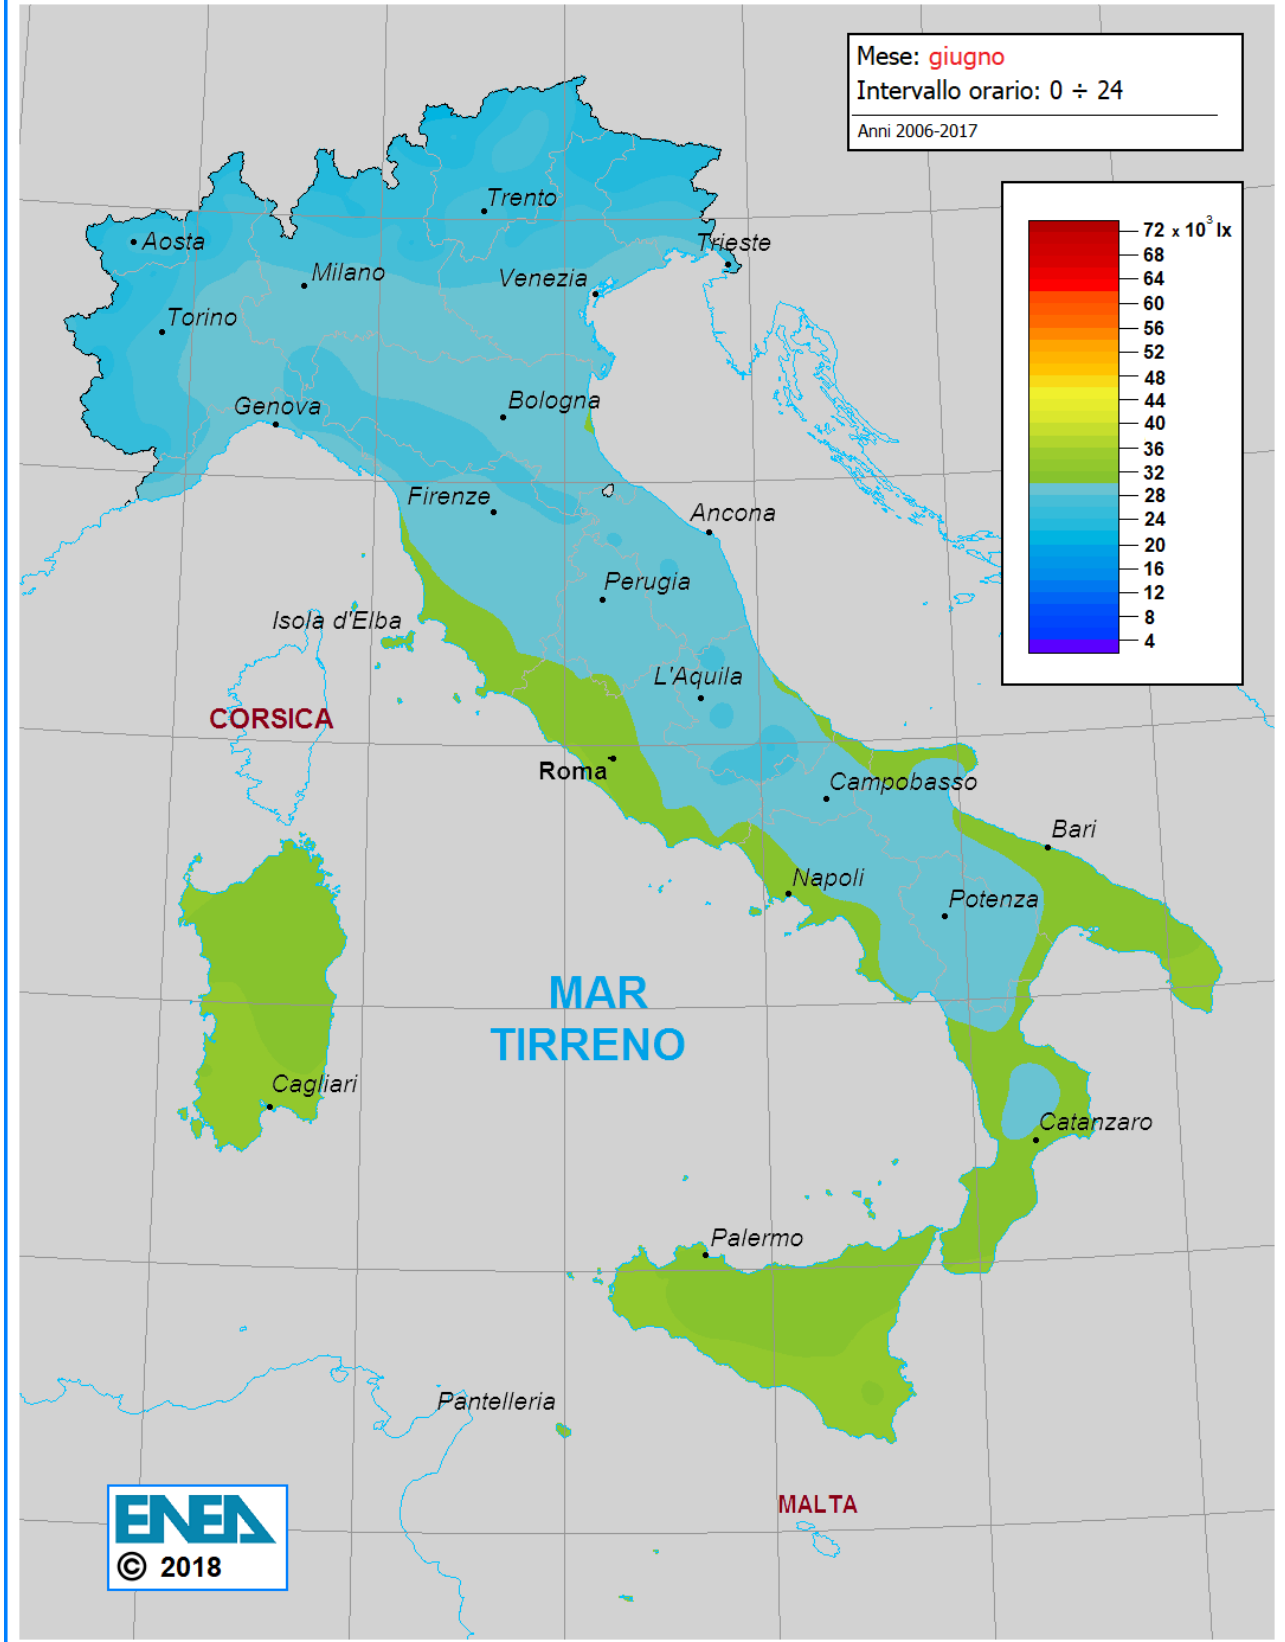 Mese: giugno
Intervallo orario: 0 ÷ 24
Anni 2006-2017
72 x 10³ lx
68
64
60
56
52
48
44
40
36
32
28
24
20
16
12
8
4
Trento
Aosta
Trieste
Milano
Venezia
Torino
Genova
Bologna
Firenze
Ancona
Perugia
Isola d'Elba
L'Aquila
CORSICA
Roma
Campobasso
Bari
Napoli
Potenza
MAR
TIRRENO
Cagliari
Catanzaro
Palermo
Pantelleria
MALTA
ENEA
© 2018